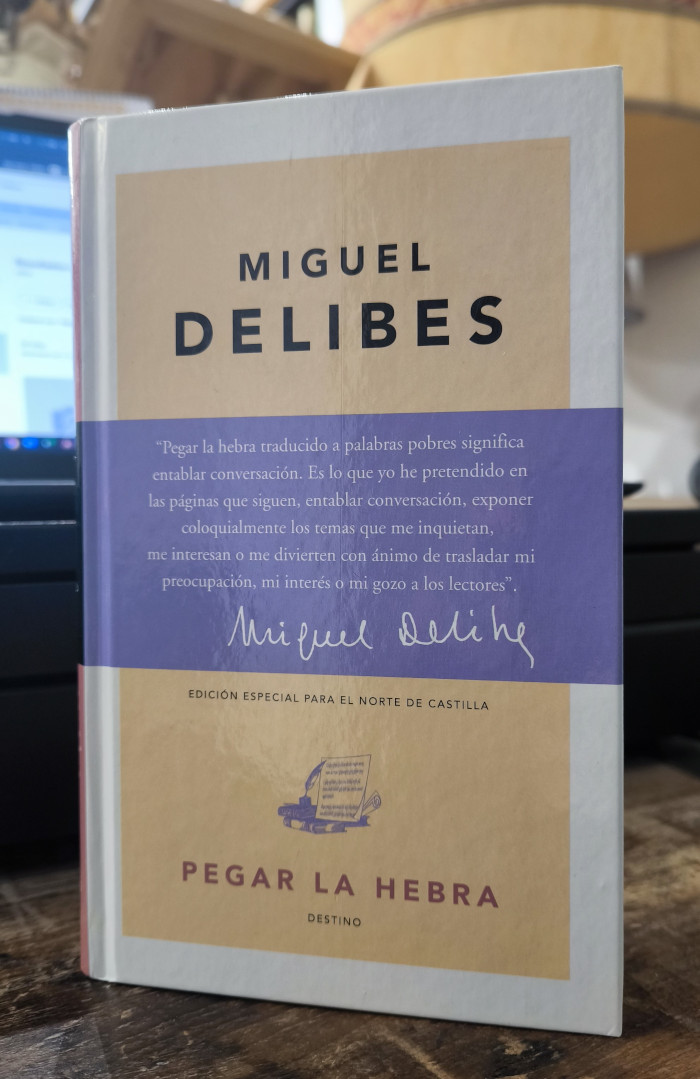 MIGUEL
DELIBES
“Pegar la hebra traducido a palabras pobres significa
entablar conversación. Es lo que yo he pretendido en
las páginas que siguen, entablar conversación, exponer
coloquialmente los temas que me inquietan,
me interesan o me divierten con ánimo de trasladar mi
preocupación, mi interés o mi gozo a los lectores”.
Miguel Delibes
EDICIÓN ESPECIAL PARA EL NORTE DE CASTILLA
PEGAR LA HEBRA
DESTINO